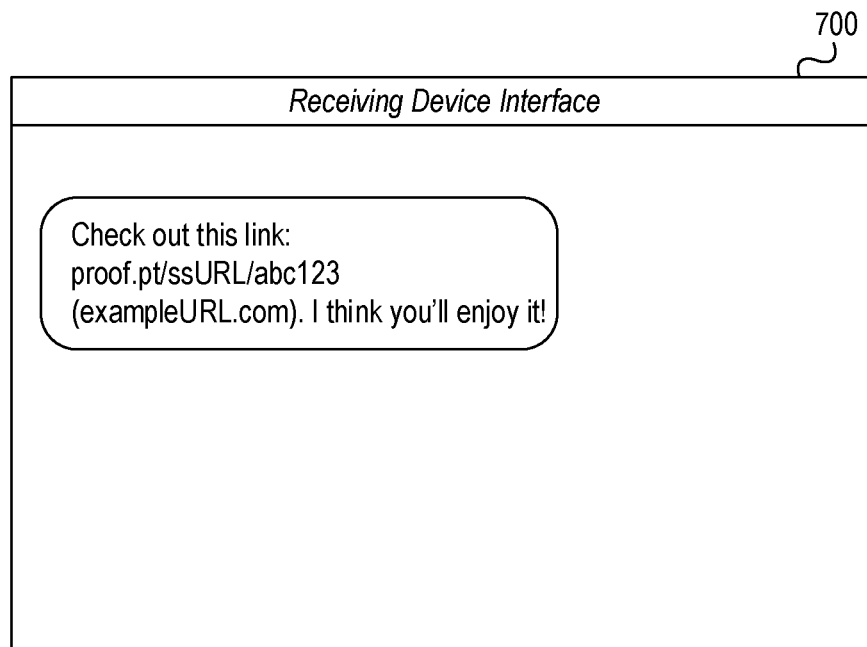 700
Receiving Device Interface
Check out this link:
proof.pt/ssURL/abc123
(exampleURL.com). I think you'll enjoy it!